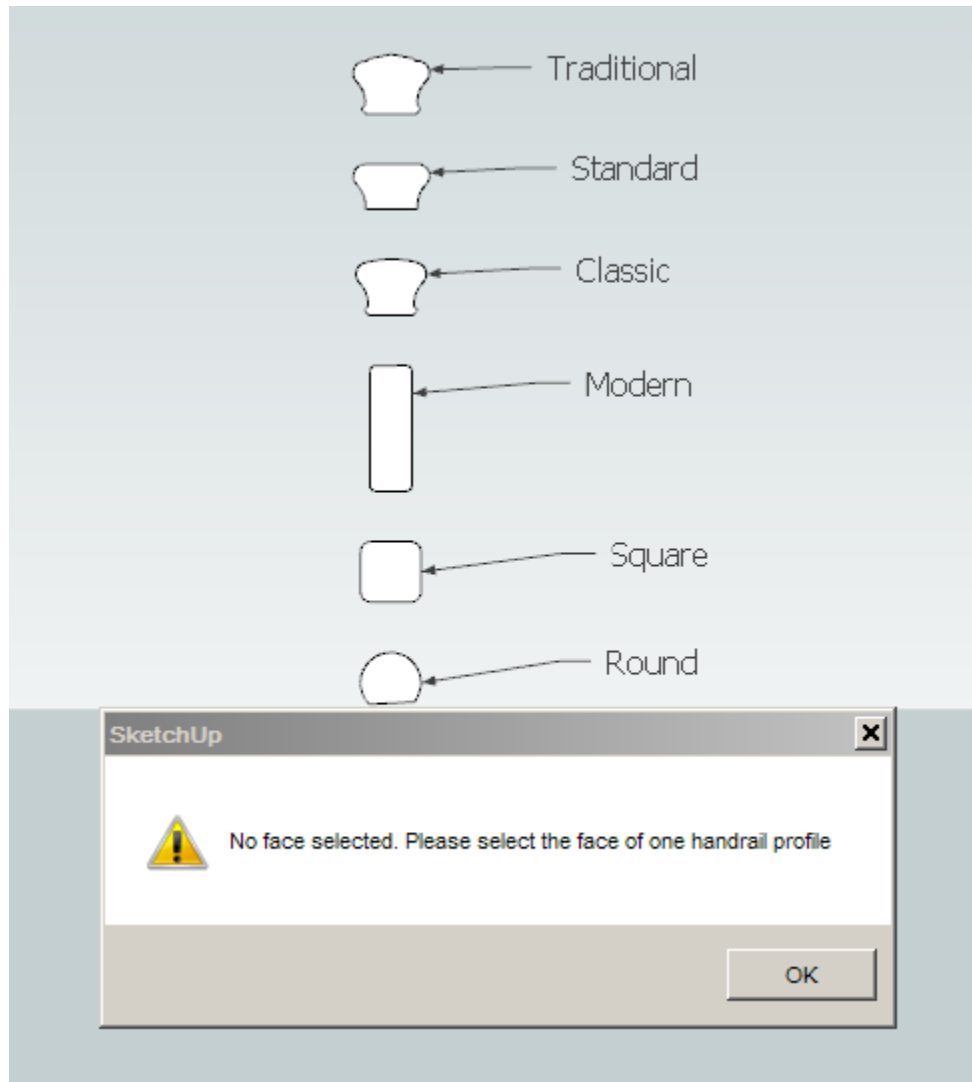 Traditional
Standard
Classic
Modern
Square
Round
SketchUp
No face selected. Please select the face of one handrail profile
OK